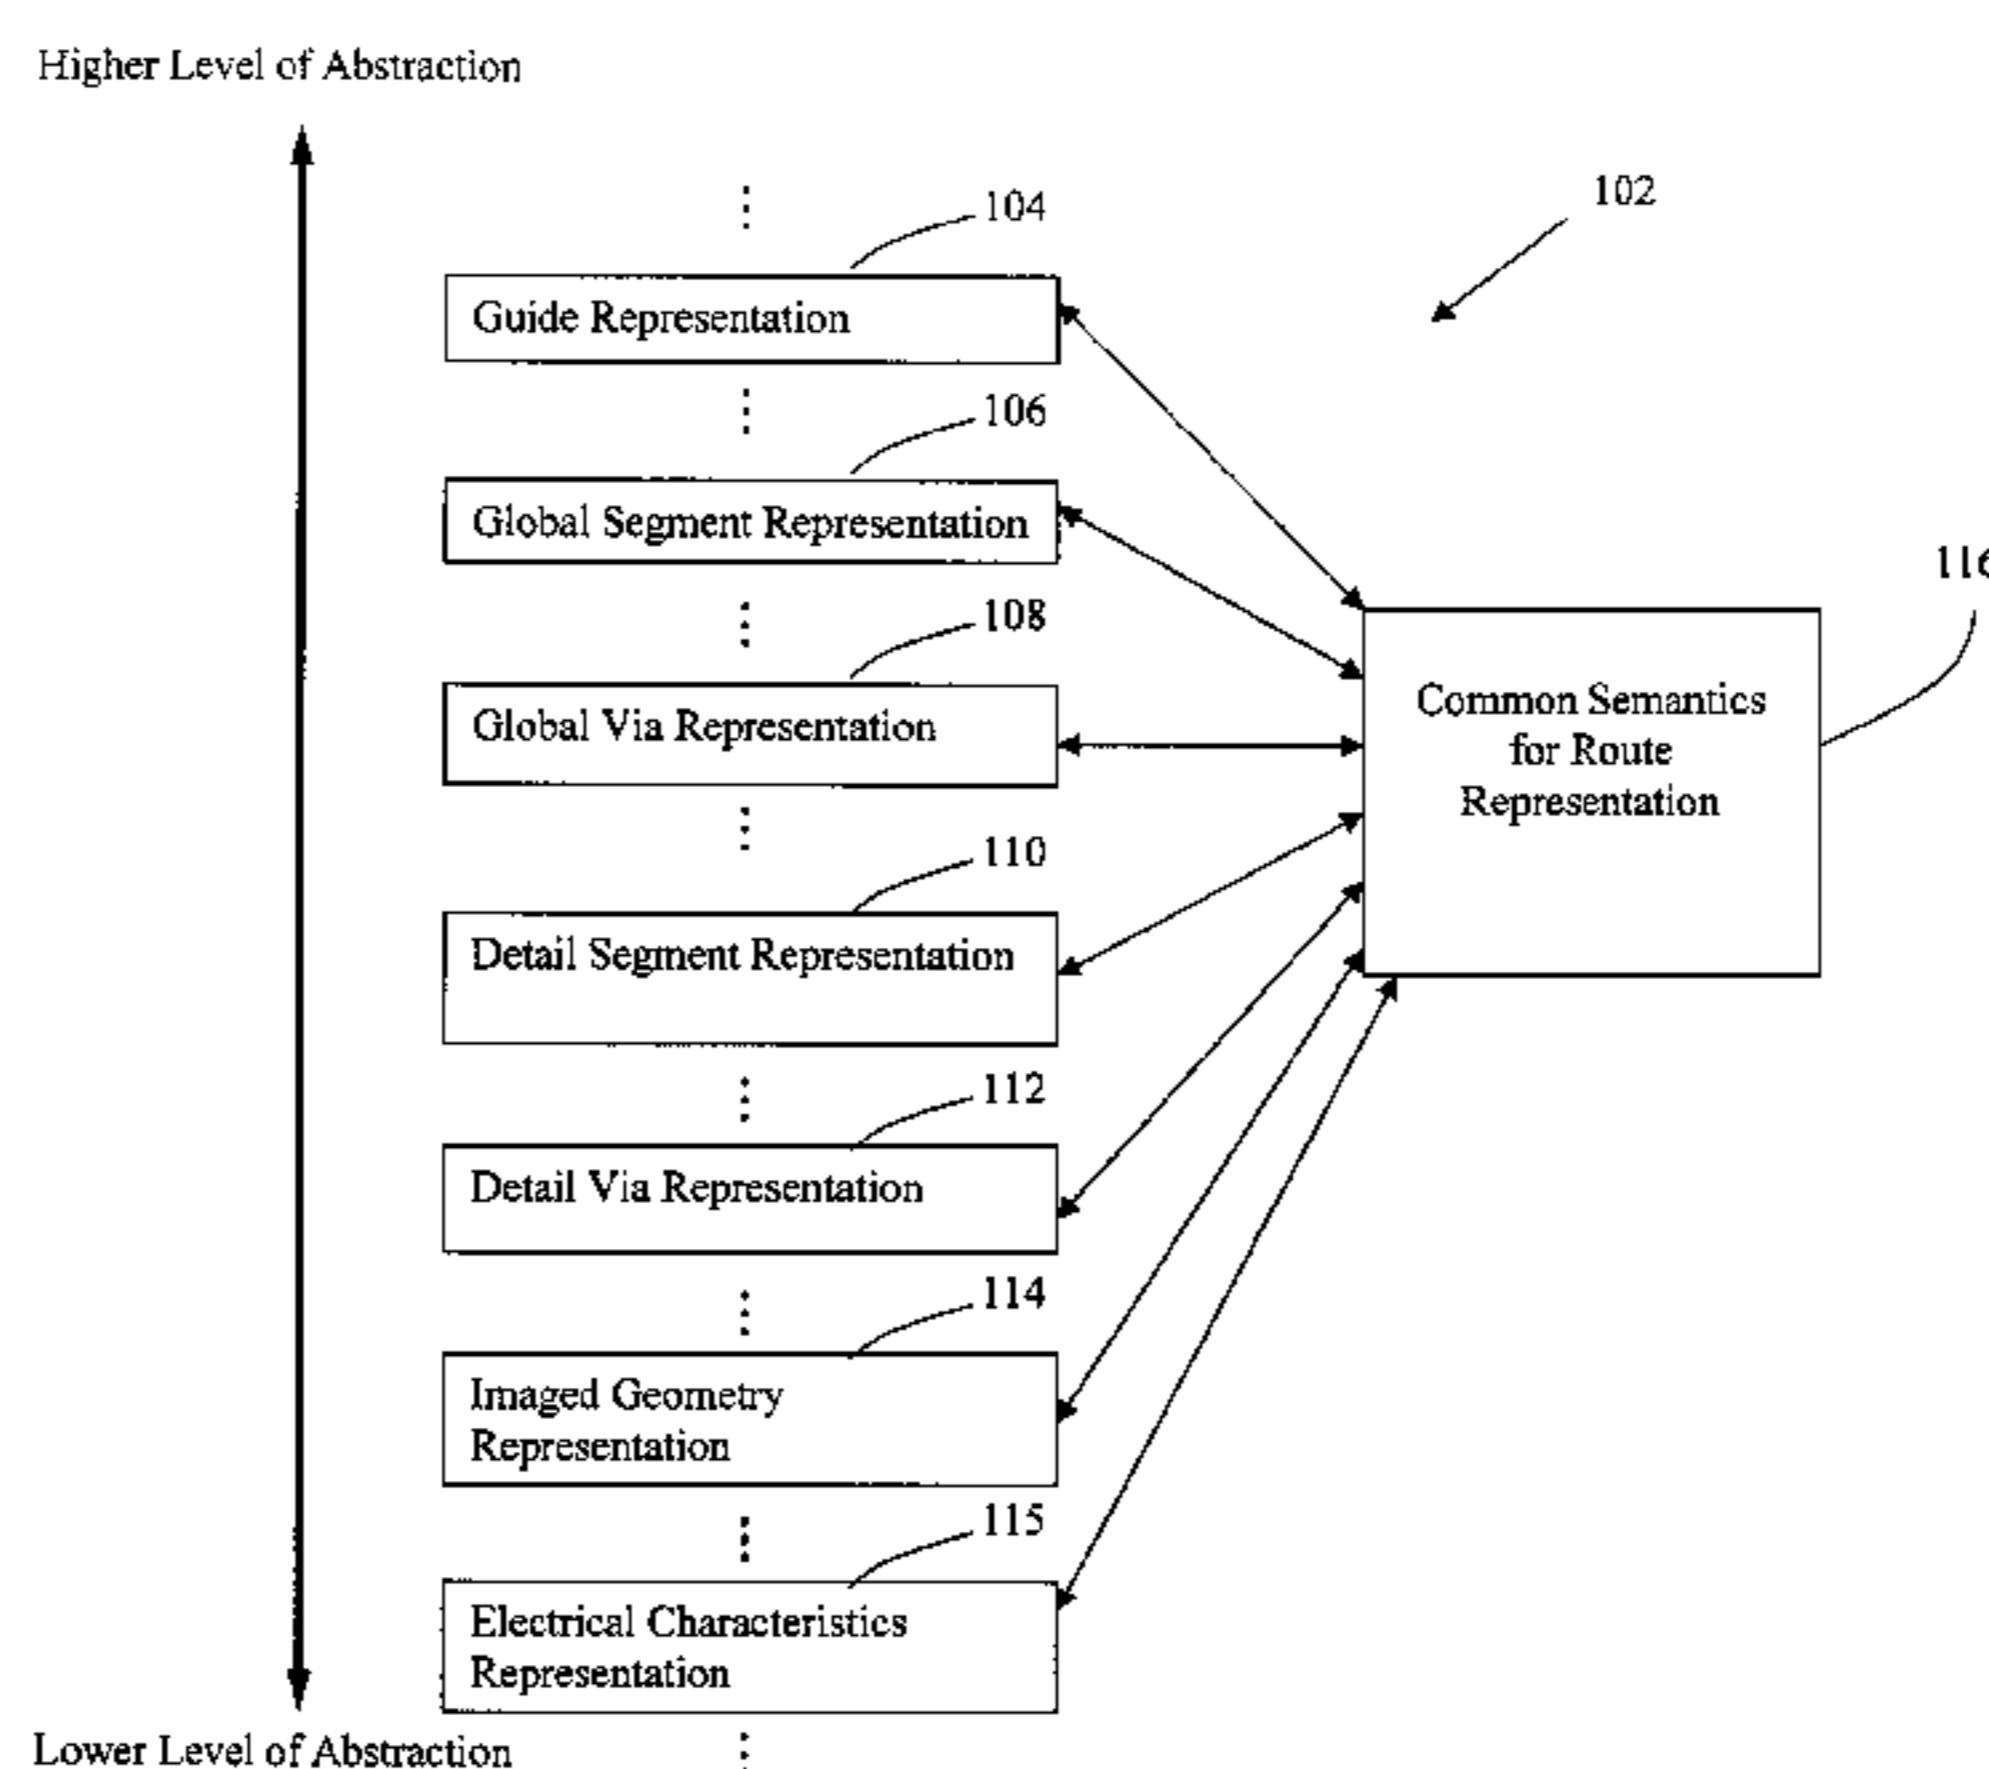 Higher Level of Abstraction
102
104
Guide Representation
106
Global Segment Representation
116
108
Global Via Representation
Common Semantics
for Route
Representation
110
Detail Segment Representation
112
Detail Via Representation
114
Imaged Geometry
Representation
115
Electrical Characteristics
Representation
Lower Level of Abstraction